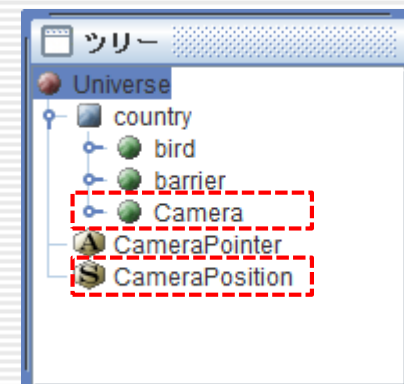 ツリー
Universe
country
bird
barrier
Camera
A CameraPointer
S CameraPosition